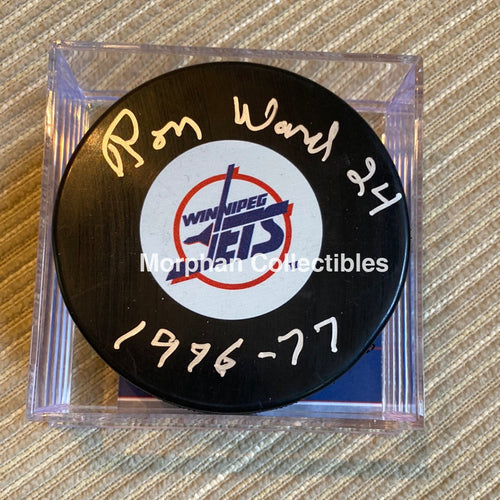 Ron Ward 24
WINNIPEG
JETS
Morphan Collectibles
1976-77